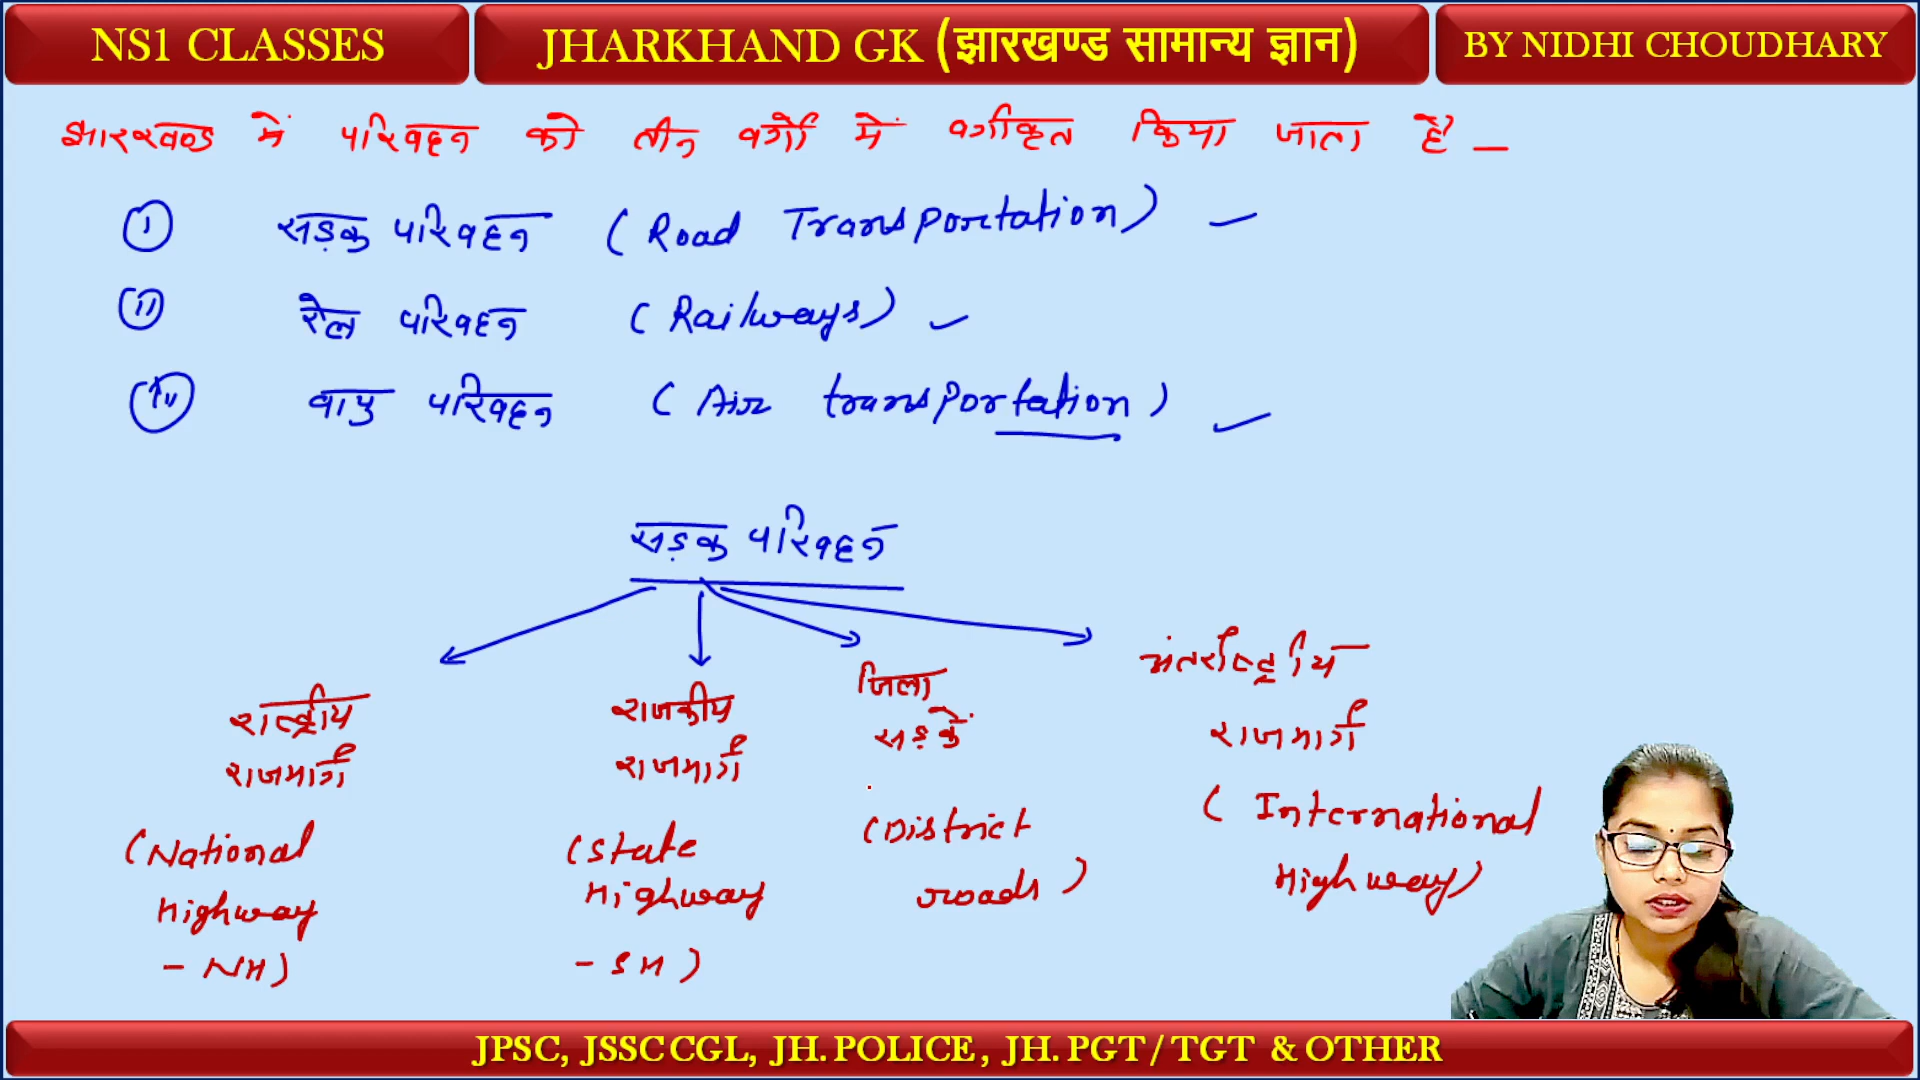 NS1 CLASSES
JHARKHAND GK (झारखण्ड सामान्य ज्ञान)
BY NIDHI CHOUDHARY
झारखण्ड में परिवहन को तीन वर्गों में वर्गीकृत किया जाता है –
(i) सड़क परिवहन (Road Transportation)
(ii) रेल परिवहन (Railways)
(iii) वायु परिवहन (Air transportation)
सड़क परिवहन
राष्ट्रीय
राजमार्ग
(National
Highway
- NH)
राजकीय
राजमार्ग
(State
Highway
- SH)
जिला
सड़कें
(District
roads)
अंतर्राष्ट्रीय
राजमार्ग
(International
Highway)
JPSC, JSSC CGL, JH. POLICE, JH. PGT / TGT & OTHER